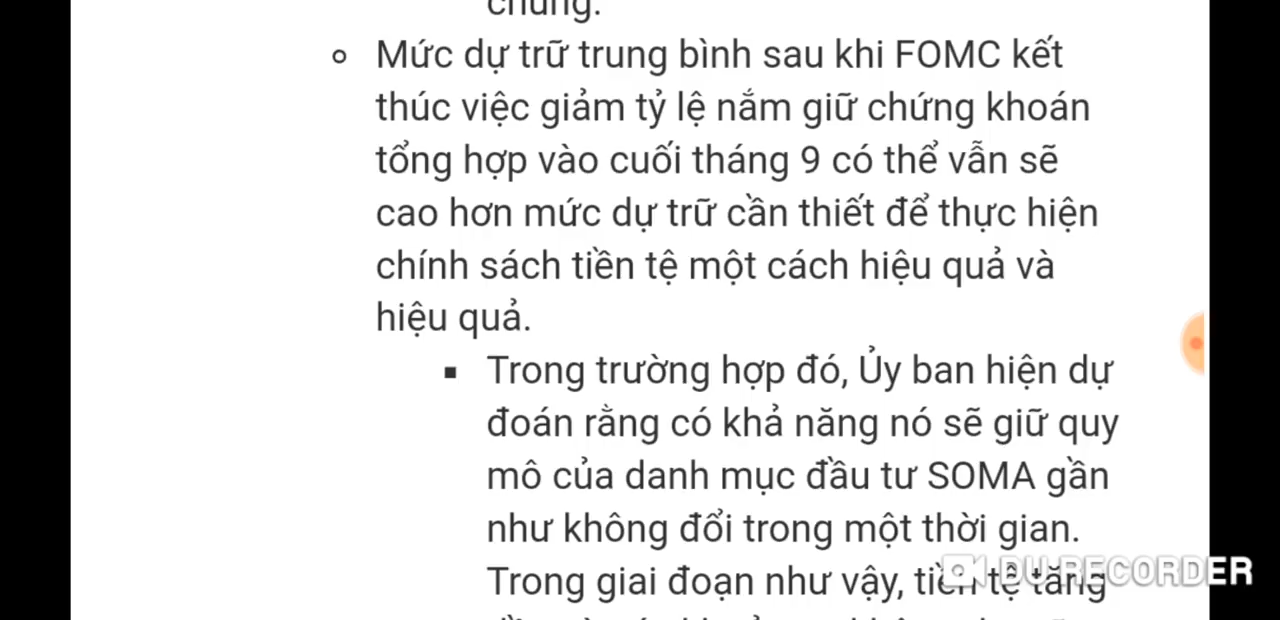 chung.
Mức dự trữ trung bình sau khi FOMC kết
thúc việc giảm tỷ lệ nắm giữ chứng khoán
tổng hợp vào cuối tháng 9 có thể vẫn sẽ
cao hơn mức dự trữ cần thiết để thực hiện
chính sách tiền tệ một cách hiệu quả và
hiệu quả.
Trong trường hợp đó, Ủy ban hiện dự
đoán rằng có khả năng nó sẽ giữ quy
mô của danh mục đầu tư SOMA gần
như không đổi trong một thời gian.
Trong giai đoạn như vậy, tiền tệ tăng
DU RECORDER